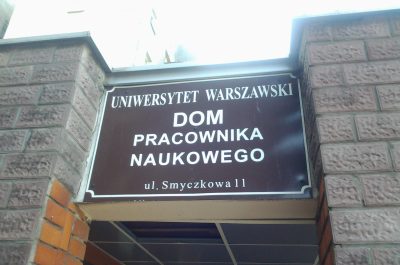 UNIWERSYTET WARSZAWSKI
DOM
PRACOWNIKA
NAUKOWEGO
ul. Smyczkowa 11